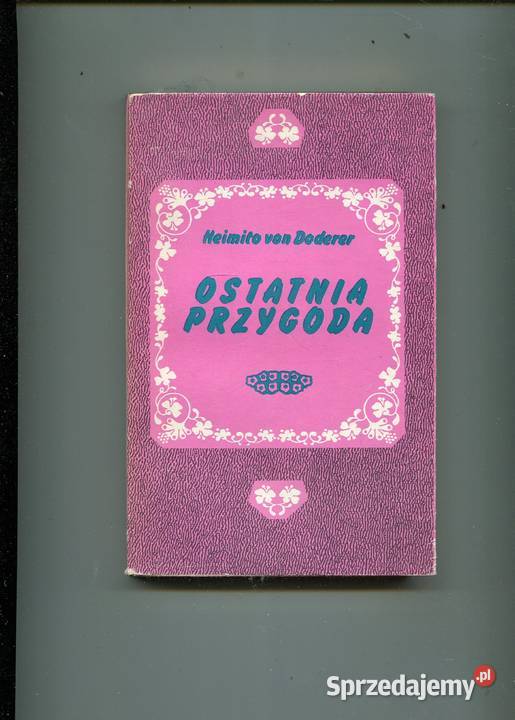 Heimito von Doderer
OSTATNIA
PRZYGODA
Sprzedajemy.pl